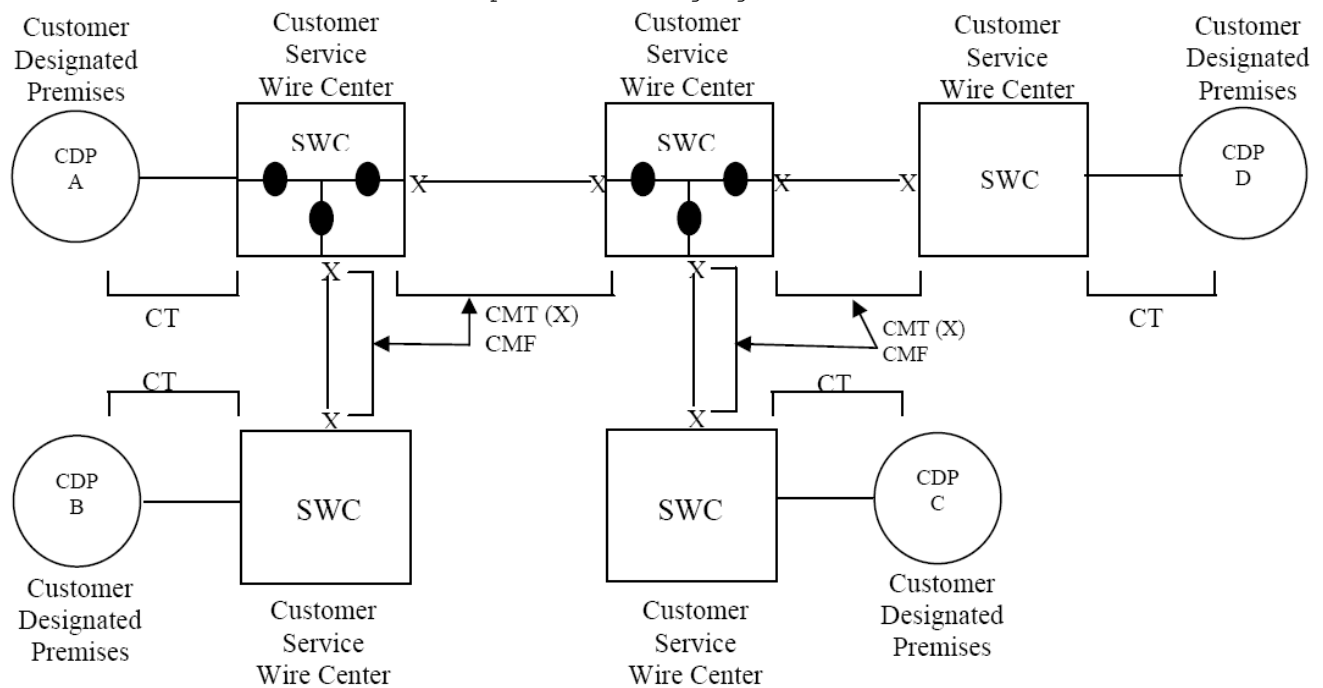 Customer
Designated
Premises
Customer
Service
Wire Center
Customer
Service
Wire Center
Customer
Service
Wire Center
Customer
Designated
Premises
CDP
A
SWC
X
X
SWC
X
X
SWC
CDP
D
X
X
CT
CMT (X)
CMF
CMT (X)
CMF
CT
CT
CT
X
X
CDP
B
SWC
SWC
CDP
C
Customer
Designated
Premises
Customer
Service
Wire Center
Customer
Service
Wire Center
Customer
Designated
Premises